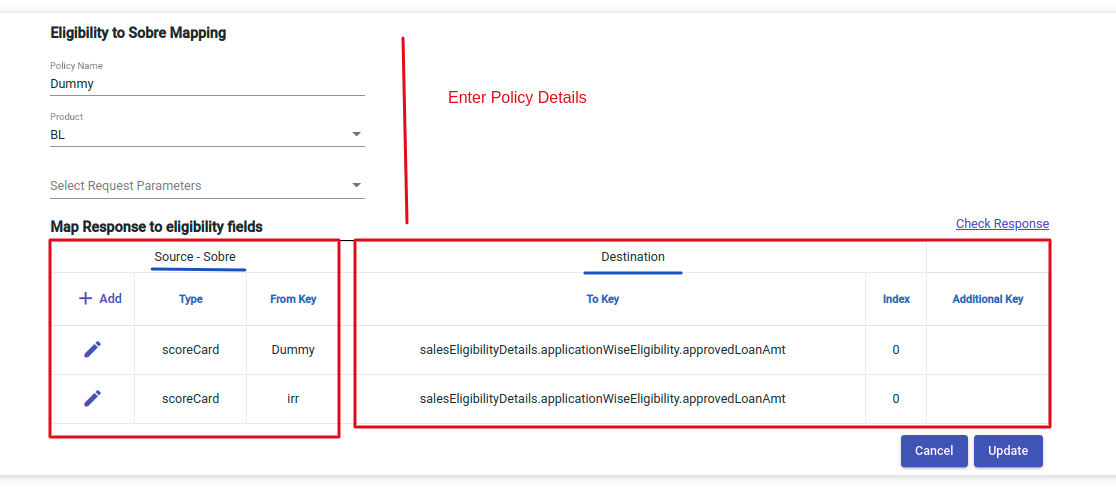 Eligibility to Sobre Mapping
Policy Name
Dummy
Enter Policy Details
Product
BL
Select Request Parameters
Map Response to eligibility fields
Check Response
Source - Sobre Destination
+ Add Type From Key To Key Index Additional Key
scoreCard Dummy salesEligibilityDetails.applicationWiseEligibility.approvedLoanAmt 0
scoreCard irr salesEligibilityDetails.applicationWiseEligibility.approvedLoanAmt 0
Cancel Update